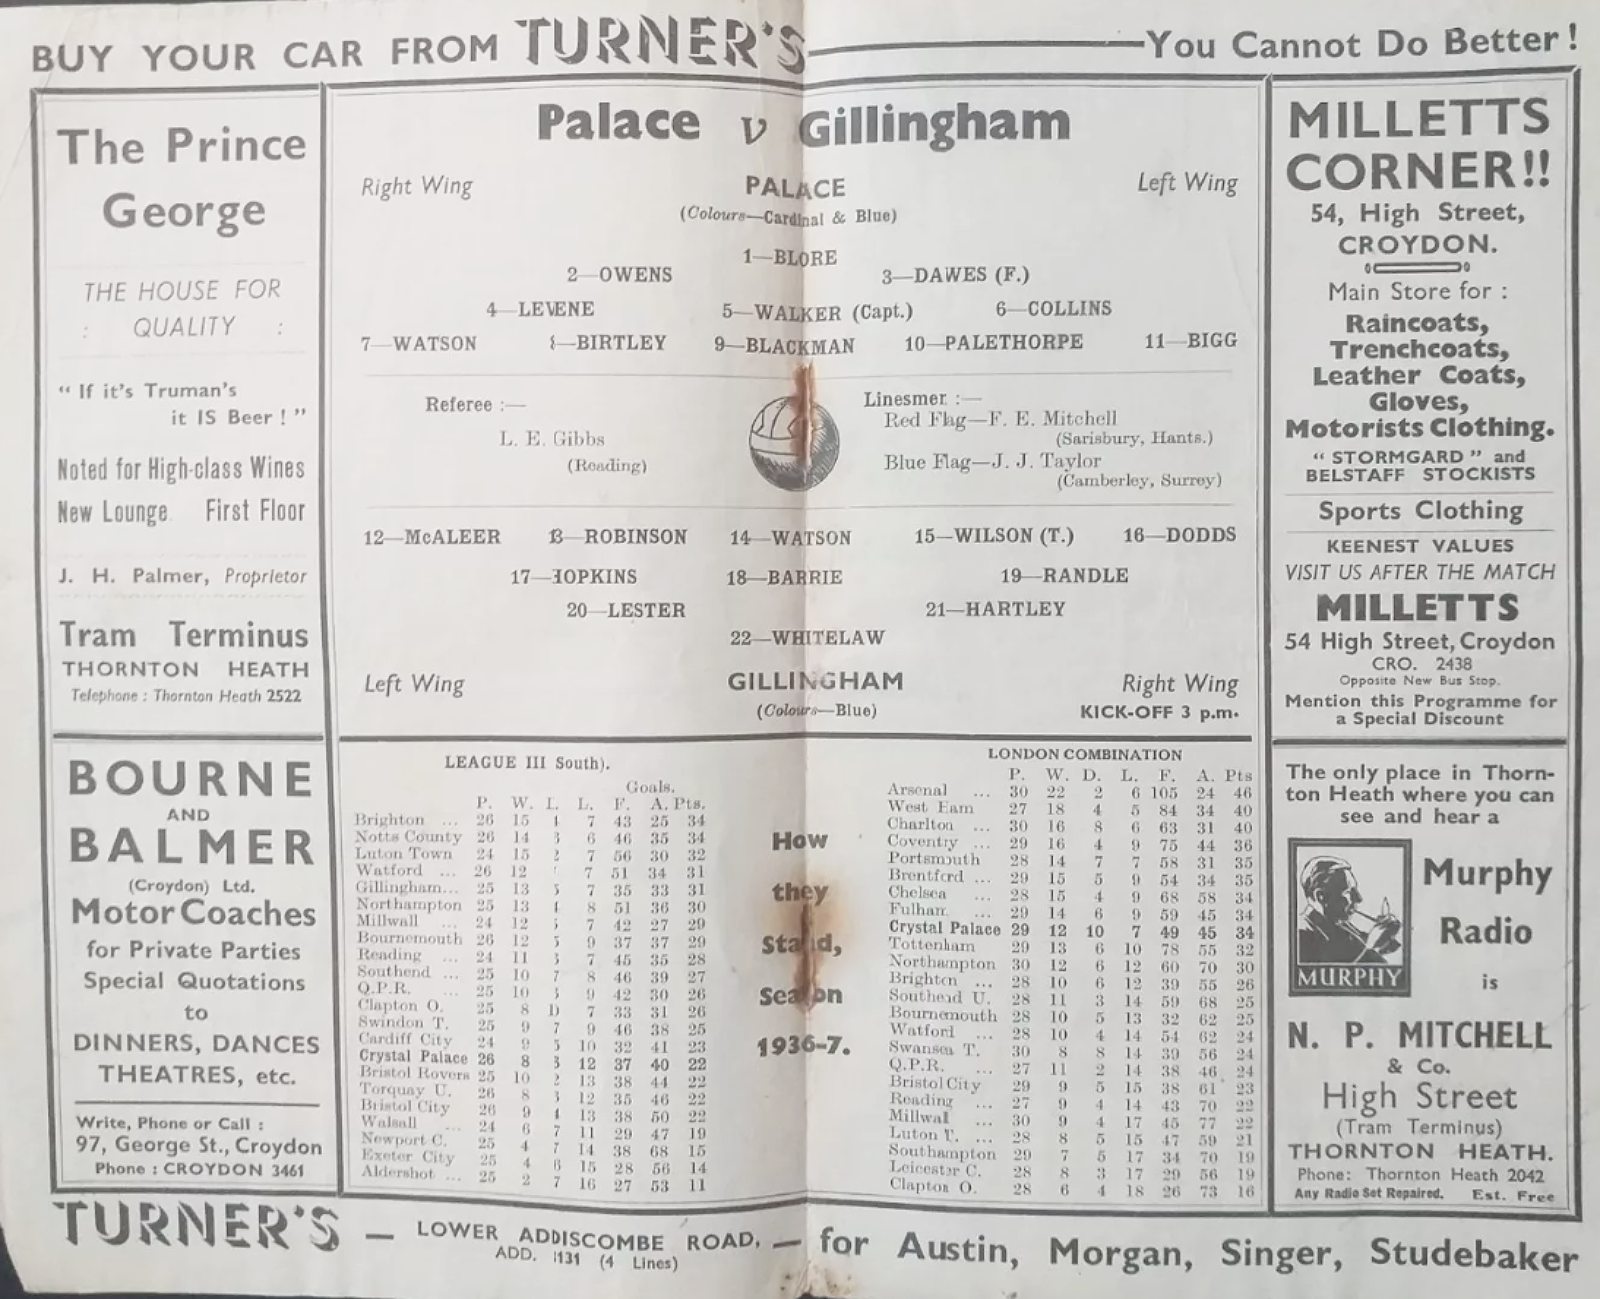 BUY YOUR CAR FROM TURNER'S You Cannot Do Better!
The Prince
George
THE HOUSE FOR
: QUALITY :
" If it's Truman's
it IS Beer ! "
Noted for High-class Wines
New Lounge First Floor
J. H. Palmer, Proprietor
Tram Terminus
THORNTON HEATH
Telephone : Thornton Heath 2522
BOURNE
AND
BALMER
(Croydon) Ltd.
Motor Coaches
for Private Parties
Special Quotations
to
DINNERS, DANCES
THEATRES, etc.
Write, Phone or Call :
97, George St., Croydon
Phone : CROYDON 3461
Palace v Gillingham
Right Wing PALACE Left Wing
(Colours—Cardinal & Blue)
1—BLORE
2—OWENS 3—DAWES (F.)
4—LEVENE 5—WALKER (Capt.) 6—COLLINS
7—WATSON 8—BIRTLEY 9—BLACKMAN 10—PALETHORPE 11—BIGG
Referee :—
L. E. Gibbs
(Reading)
Linesmer :—
Red Flag—F. E. Mitchell
(Sarisbury, Hants.)
Blue Flag—J. J. Taylor
(Camberley, Surrey)
12—McALEER 13—ROBINSON 14—WATSON 15—WILSON (T.) 16—DODDS
17—HOPKINS 18—BARRIE 19—RANDLE
20—LESTER 21—HARTLEY
22—WHITELAW
Left Wing GILLINGHAM Right Wing
(Colours—Blue) KICK-OFF 3 p.m.
LEAGUE III South).
Goals.
P. W. L. F. A. Pts.
Brighton ... 26 15 4 7 43 25 34
Notts County 26 14 3 6 46 35 34
Luton Town 24 15 2 7 56 30 32
Watford ... 26 12 7 51 34 31
Gillingham... 25 13 5 7 35 33 31
Northampton 25 13 4 8 51 36 30
Millwall ... 24 12 5 7 42 27 29
Bournemouth 26 12 5 9 37 37 29
Reading ... 24 11 7 45 35 28
Southend ... 25 10 7 8 46 39 27
Q.P.R. ... 25 10 9 42 30 26
Clapton O. 25 8 10 7 33 31 26
Swindon T. 25 9 7 9 46 38 25
Cardiff City 24 9 5 10 32 41 23
Crystal Palace 26 8 12 37 40 22
Bristol Rovers 25 10 2 13 38 44 22
Torquay U. 26 8 12 35 46 22
Bristol City 26 9 4 13 38 50 22
Walsall ... 24 6 7 11 29 47 19
Newport C. 25 4 7 14 38 68 15
Exeter City 25 4 6 15 28 56 14
Aldershot ... 25 2 7 16 27 53 11
How
they
Stand,
Season
1936-7.
LONDON COMBINATION
P. W. D. L. F. A. Pts
Arsenal ... 30 22 2 6 105 24 46
West Ham 27 18 4 5 84 34 40
Charlton ... 30 16 8 6 63 31 40
Coventry ... 29 16 4 9 75 44 36
Portsmouth 28 14 7 7 58 31 35
Brentford ... 29 15 5 9 54 34 35
Chelsea ... 28 15 4 9 68 58 34
Fulham ... 29 14 6 9 59 45 34
Crystal Palace 29 12 10 7 49 45 34
Tottenham 29 13 6 10 78 55 32
Northampton 30 12 6 12 60 70 30
Brighton ... 28 10 6 12 39 55 26
Southend U. 28 11 3 14 59 68 25
Bournemouth 28 10 5 13 32 62 25
Watford ... 28 10 4 14 54 62 24
Swansea T. 30 8 8 14 39 56 24
Q.P.R. ... 27 11 2 14 38 46 24
Bristol City 29 9 5 15 38 61 23
Reading ... 27 9 4 14 43 70 22
Millwal ... 30 9 4 17 45 77 22
Luton T. ... 28 8 5 15 47 59 21
Southampton 29 7 5 17 34 70 19
Leicester C. 28 8 3 17 29 56 19
Clapton O. 28 6 4 18 26 73 16
MILLETTS
CORNER!!
54, High Street,
CROYDON.
Main Store for :
Raincoats,
Trenchcoats,
Leather Coats,
Gloves,
Motorists Clothing.
" STORMGARD " and
BELSTAFF STOCKISTS
Sports Clothing
KEENEST VALUES
VISIT US AFTER THE MATCH
MILLETTS
54 High Street, Croydon
CRO. 2438
Opposite New Bus Stop.
Mention this Programme for
a Special Discount
The only place in Thorn-
ton Heath where you can
see and hear a
MURPHY
Murphy
Radio
is
N. P. MITCHELL
& Co.
High Street
(Tram Terminus)
THORNTON HEATH.
Phone: Thornton Heath 2042
Any Radio Set Repaired. Est. Free
TURNER'S — LOWER ADDISCOMBE ROAD, — for Austin, Morgan, Singer, Studebaker
ADD. 1131 (4 Lines)